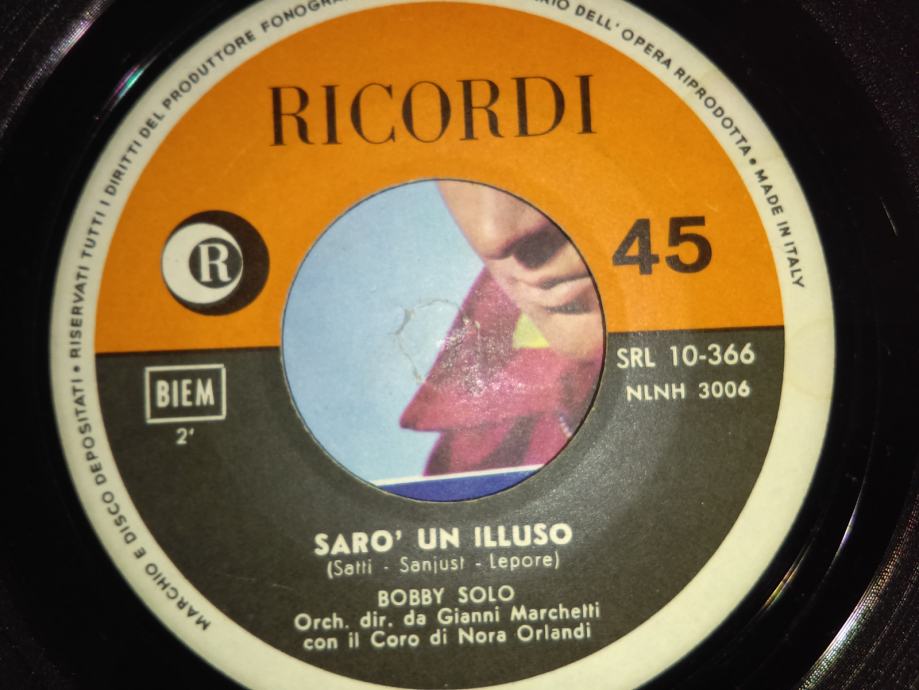 MARCHIO E DISCO DEPOSITATI • RISERVATI TUTTI I DIRITTI DEL PRODUTTORE
DELL'OPERA RIPRODOTTA • MADE IN ITALY
RICORDI
R
45
BIEM
2'
SRL 10-366
NLNH 3006
SARO' UN ILLUSO
(Satti - Sanjust - Lepore)
BOBBY SOLO
Orch. dir. da Gianni Marchetti
con il Coro di Nora Orlandi